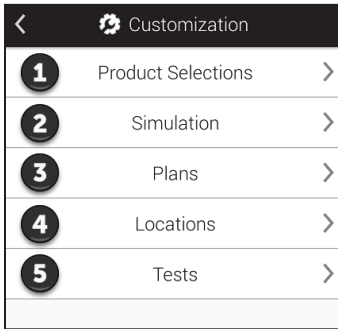 Customization
1 Product Selections
2 Simulation
3 Plans
4 Locations
5 Tests